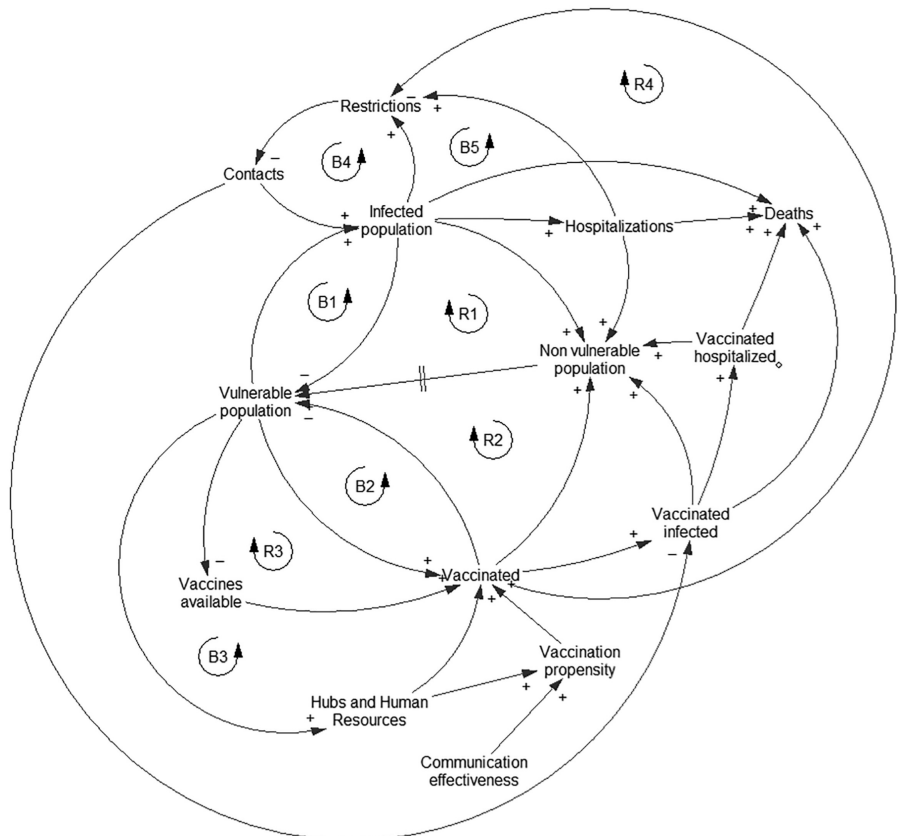 R4
Restrictions
–
+
+
B4
B5
Contacts
–
+
+
Infected
population
+
Hospitalizations
+
+
+
+
Deaths
B1
R1
+
+
Non vulnerable
population
+
Vaccinated
hospitalized
+
–
Vulnerable
population
–
+
+
R2
B2
Vaccinated
infected
+
–
R3
+
+
Vaccinated
+
+
–
Vaccines
available
B3
Vaccination
propensity
+
+
Hubs and Human
Resources
+
Communication
effectiveness